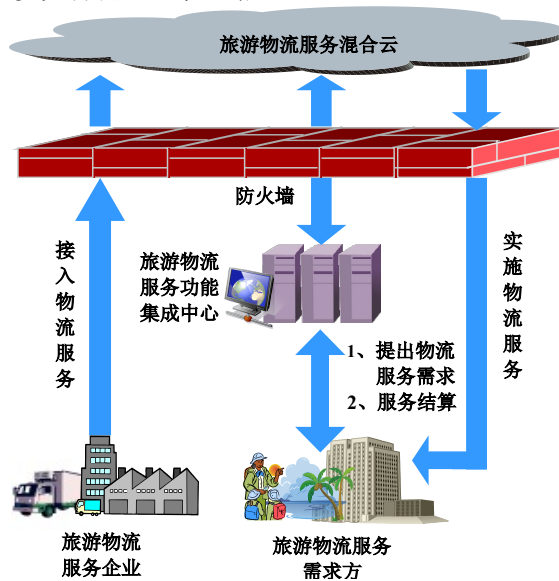 旅游物流服务混合云
防火墙
接入物流服务
旅游物流
服务功能
集成中心
实施物流服务
1、提出物流
服务需求
2、服务结算
旅游物流
服务企业
旅游物流服务
需求方